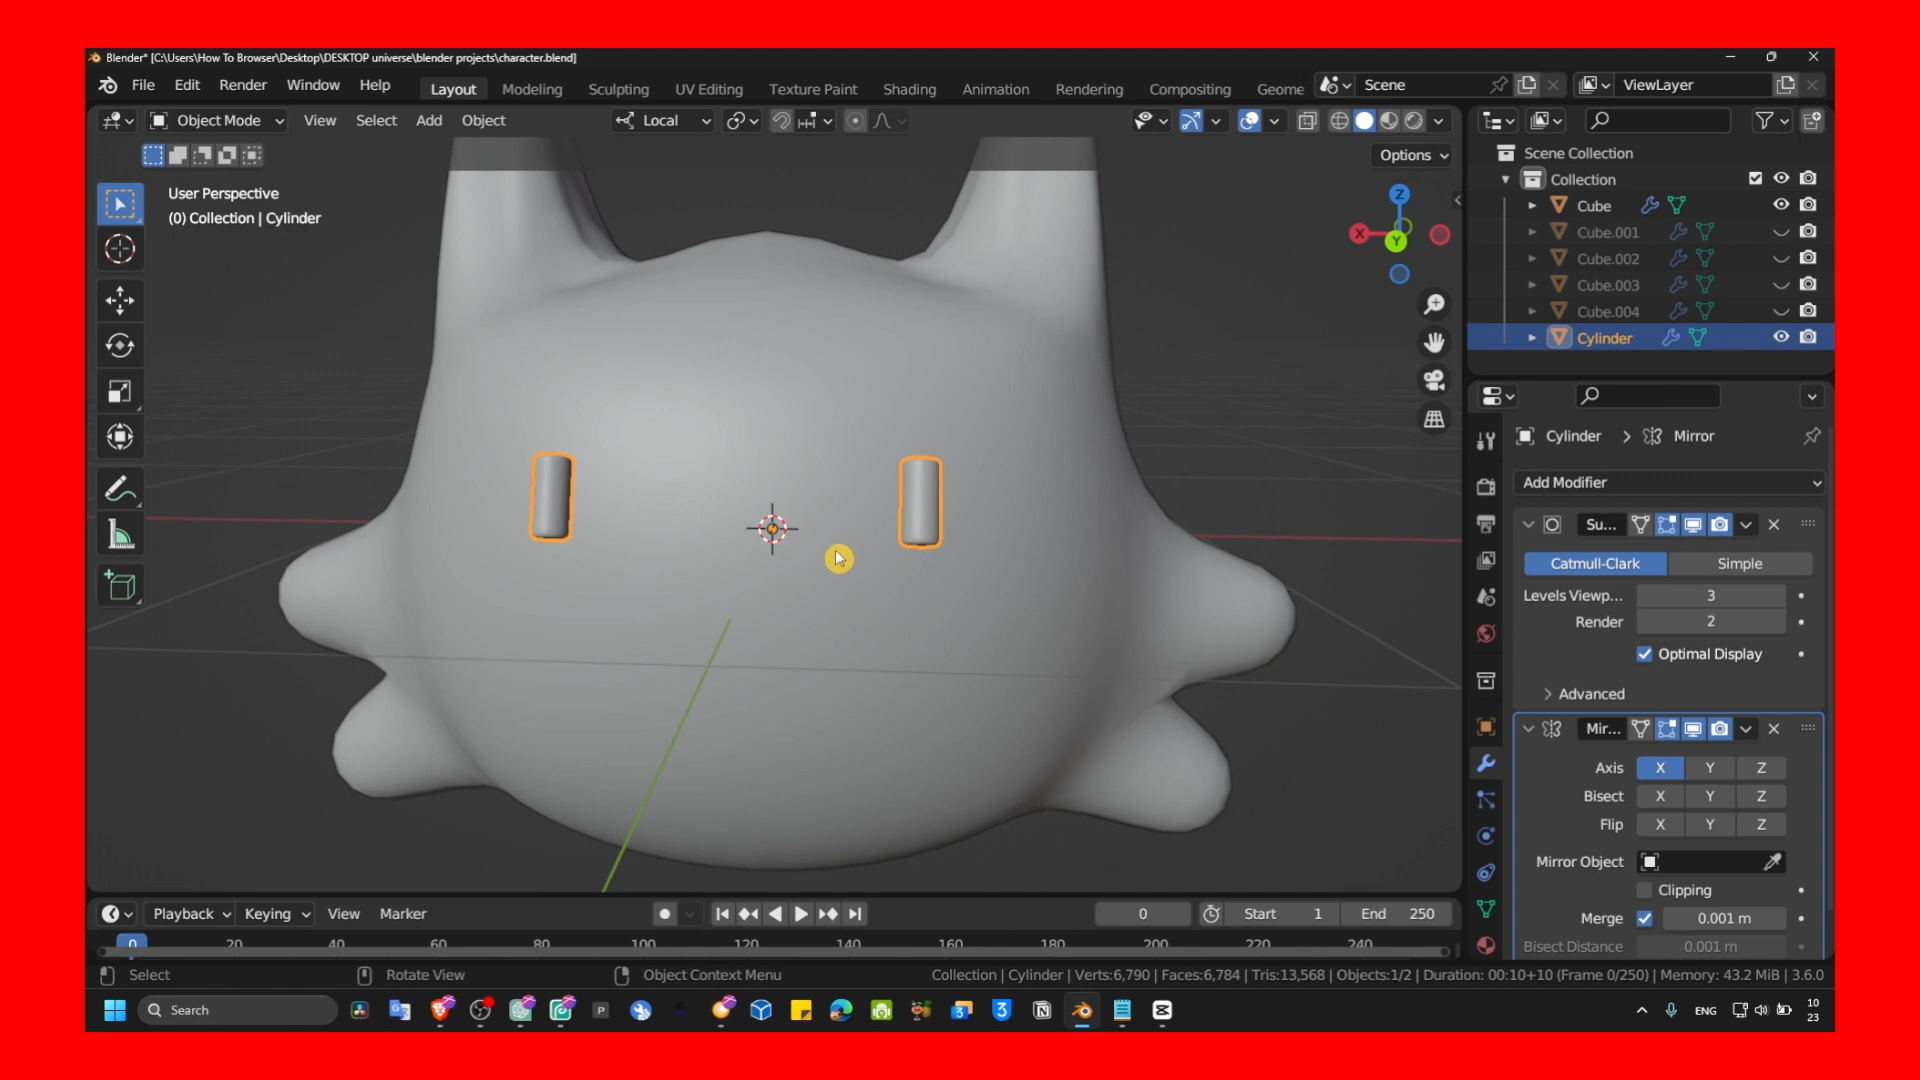 Blender* [C:\Users\How To Browser\Desktop\DESKTOP universe\blender projects\character.blend]
File Edit Render Window Help Layout Modeling Sculpting UV Editing Texture Paint Shading Animation Rendering Compositing Geome Scene ViewLayer
Object Mode View Select Add Object Local
Options
User Perspective
(0) Collection | Cylinder
Z
X
Y
Scene Collection
Collection
Cube
Cube.001
Cube.002
Cube.003
Cube.004
Cylinder
Cylinder > Mirror
Add Modifier
Su...
Catmull-Clark Simple
Levels Viewp... 3
Render 2
Optimal Display
Advanced
Mir...
Axis X Y Z
Bisect X Y Z
Flip X Y Z
Mirror Object
Clipping
Merge 0.001 m
Bisect Distance 0.001 m
Playback Keying View Marker 0 Start 1 End 250
0 20 40 60 80 100 120 140 160 180 200 220 240
Select Rotate View Object Context Menu Collection | Cylinder | Verts:6,790 | Faces:6,784 | Tris:13,568 | Objects:1/2 | Duration: 00:10+10 (Frame 0/250) | Memory: 43.2 MiB | 3.6.0
Search P 3 3 N ENG 10
23